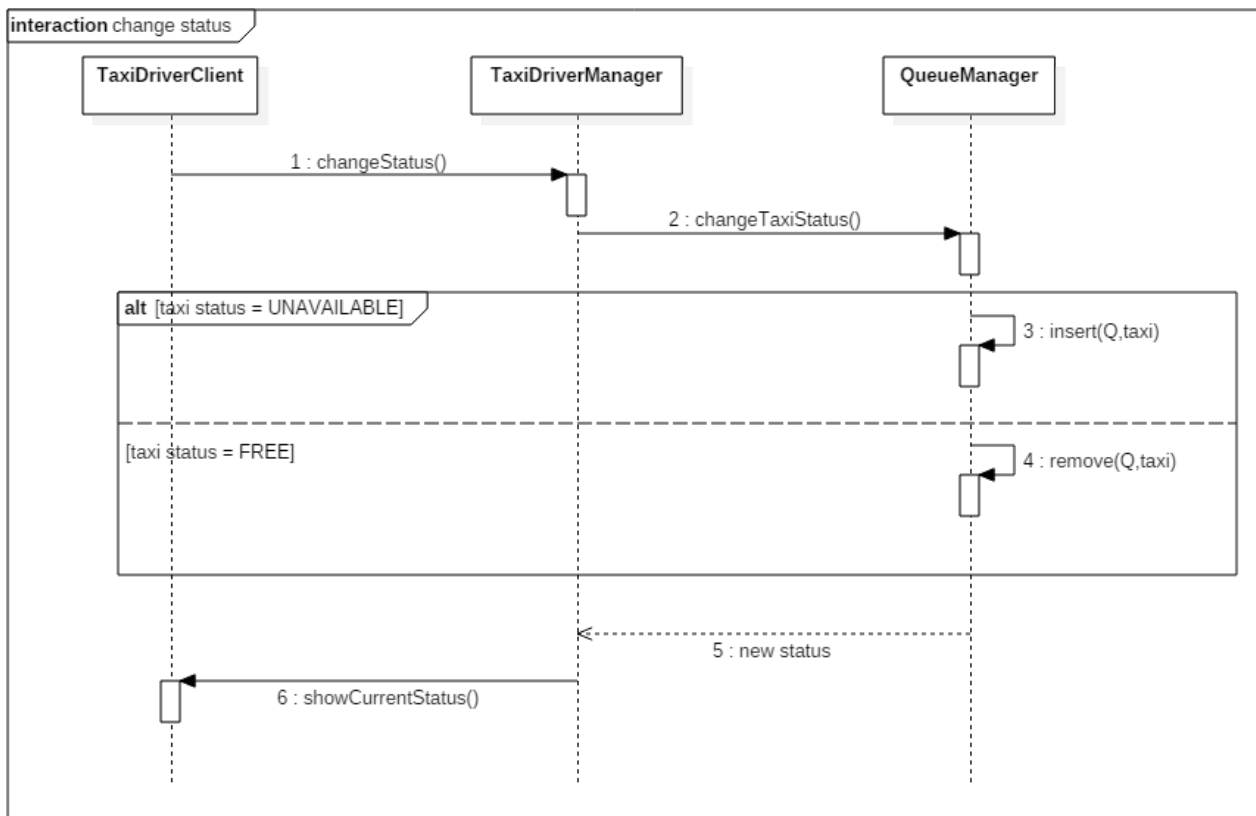 interaction change status
TaxiDriverClient
TaxiDriverManager
QueueManager
1 : changeStatus()
2 : changeTaxiStatus()
alt [taxi status = UNAVAILABLE]
3 : insert(Q,taxi)
[taxi status = FREE]
4 : remove(Q,taxi)
5 : new status
6 : showCurrentStatus()